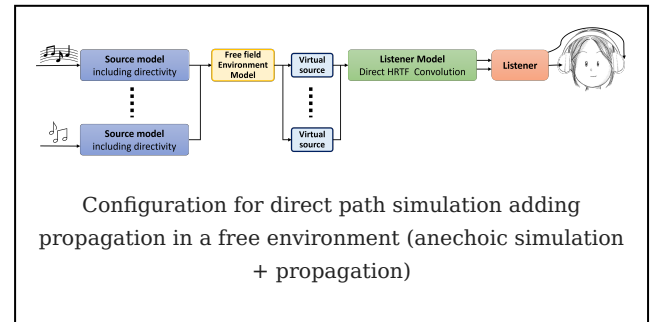 Source model
including directivity
Free field
Environment
Model
Virtual
source
Listener Model
Direct HRTF Convolution
Listener
Source model
including directivity
Virtual
source
Configuration for direct path simulation adding
propagation in a free environment (anechoic simulation
+ propagation)